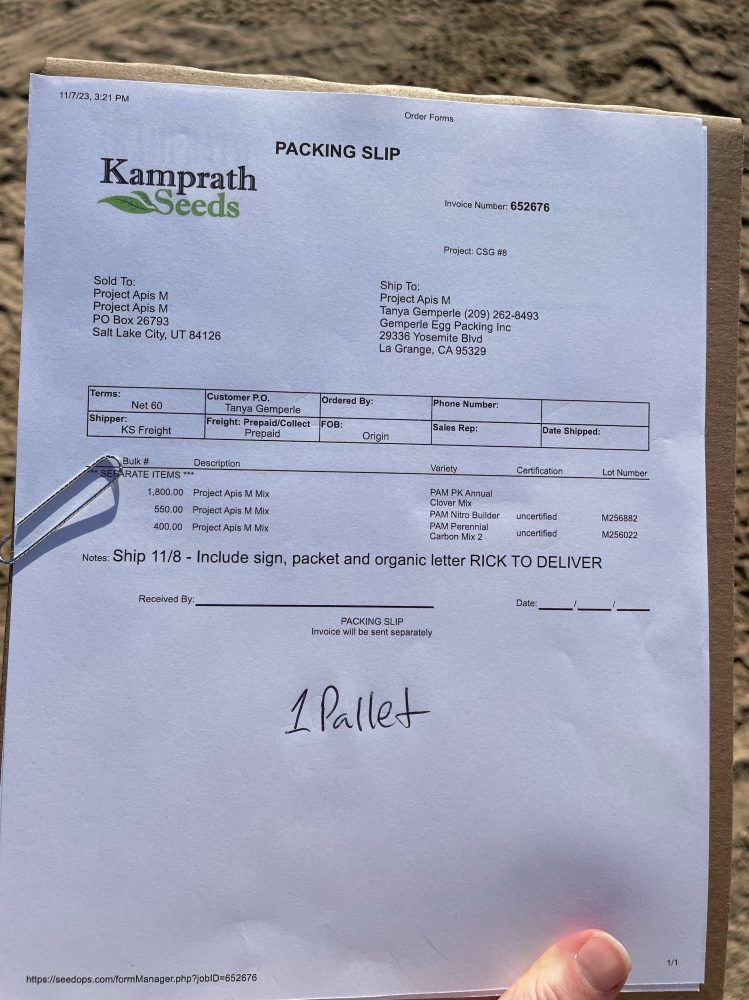 11/7/23, 3:21 PM
Order Forms
PACKING SLIP
Kamprath
Seeds
Invoice Number: 652676
Project: CSG #8
Sold To:
Project Apis M
Project Apis M
PO Box 26793
Salt Lake City, UT 84126
Ship To:
Project Apis M
Tanya Gemperle (209) 262-8493
Gemperle Egg Packing Inc
29336 Yosemite Blvd
La Grange, CA 95329
Terms:
Net 60
Customer P.O.
Tanya Gemperle
Ordered By:
Phone Number:
Shipper:
KS Freight
Freight: Prepaid/Collect
Prepaid
FOB:
Origin
Sales Rep:
Date Shipped:
Bulk # Description Variety Certification Lot Number
*** SEPARATE ITEMS ***
1,800.00 Project Apis M Mix PAM PK Annual
Clover Mix
550.00 Project Apis M Mix PAM Nitro Builder uncertified M256882
400.00 Project Apis M Mix PAM Perennial
Carbon Mix 2 uncertified M256022
Notes: Ship 11/8 - Include sign, packet and organic letter RICK TO DELIVER
Received By: Date: / /
PACKING SLIP
Invoice will be sent separately
1 Pallet
https://seedops.com/formManager.php?jobID=652676
1/1